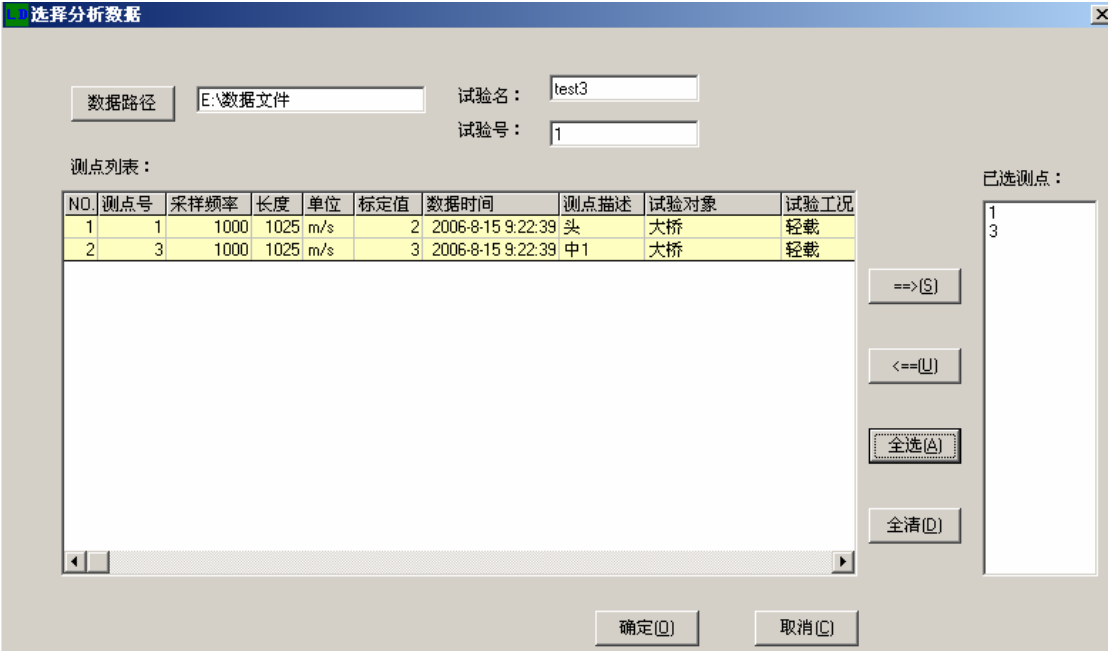 LD 选择分析数据
数据路径 E:\数据文件 试验名： test3
试验号： 1
测点列表： 已选测点：
NO. 测点号 采样频率 长度 单位 标定值 数据时间 测点描述 试验对象 试验工况
1 1 1000 1025 m/s 2 2006-8-15 9:22:39 头 大桥 轻载
2 3 1000 1025 m/s 3 2006-8-15 9:22:39 中1 大桥 轻载
1
3
==>(S)
<==(U)
全选(A)
全清(D)
确定(O) 取消(C)